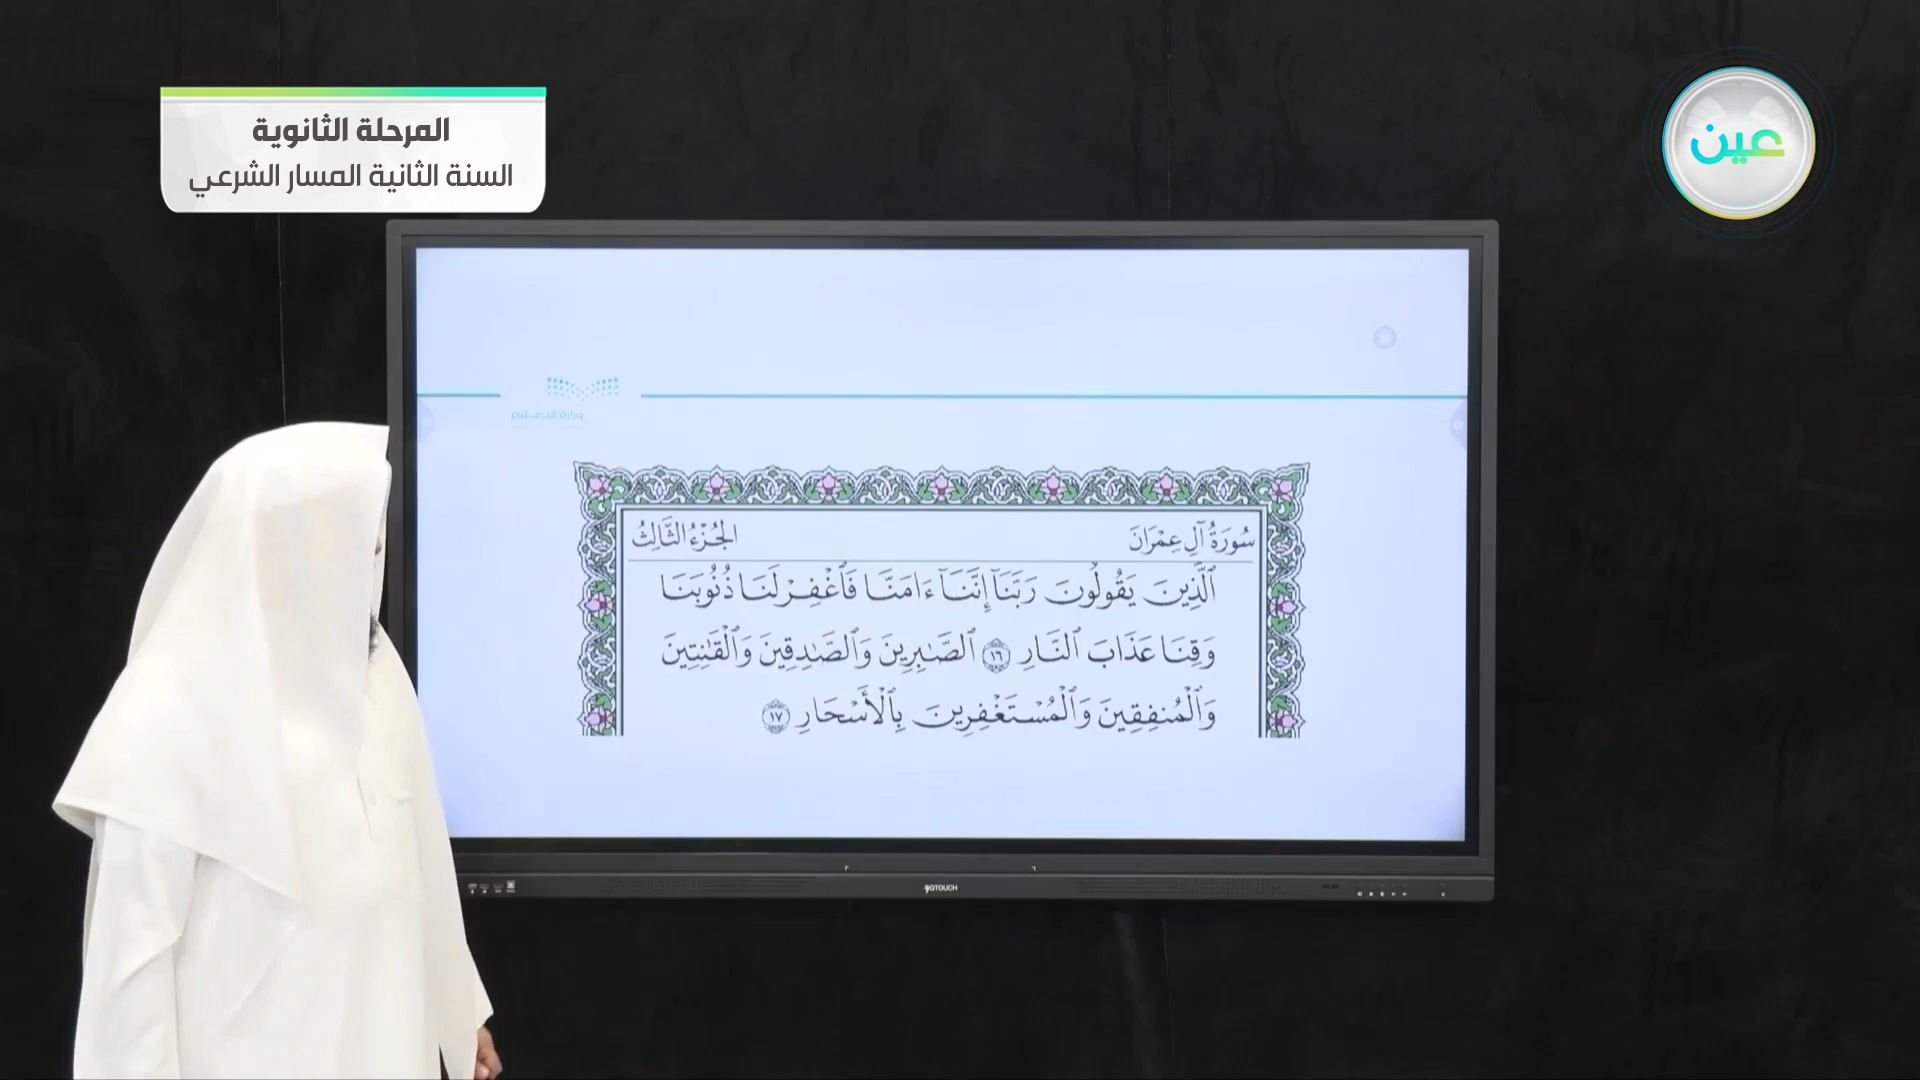 المرحلة الثانوية
السنة الثانية المسار الشرعي
عين
وزارة التعليم
سُورَةُ آلِ عِمْرَانَ
الجُزْءُ الثَّالِثُ
ٱلَّذِينَ يَقُولُونَ رَبَّنَآ إِنَّنَآ ءَامَنَّا فَٱغْفِرْ لَنَا ذُنُوبَنَا
وَقِنَا عَذَابَ ٱلنَّارِ ١٦ ٱلصَّٰبِرِينَ وَٱلصَّٰدِقِينَ وَٱلْقَٰنِتِينَ
وَٱلْمُنفِقِينَ وَٱلْمُسْتَغْفِرِينَ بِٱلْأَسْحَارِ ١٧